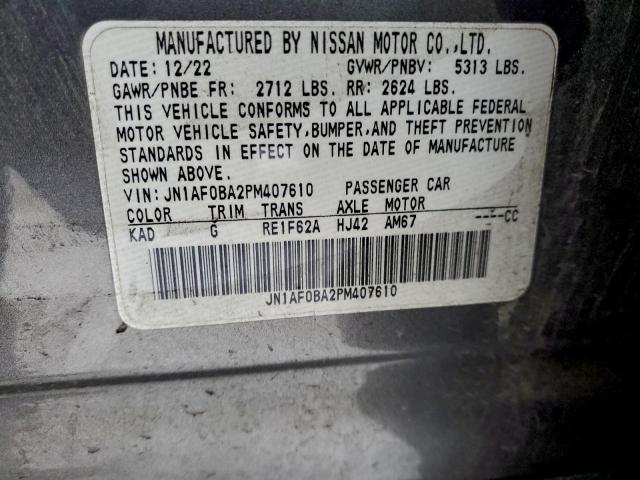 MANUFACTURED BY NISSAN MOTOR CO.,LTD.
DATE: 12/22 GVWR/PNBV: 5313 LBS.
GAWR/PNBE FR: 2712 LBS. RR: 2624 LBS.
THIS VEHICLE CONFORMS TO ALL APPLICABLE FEDERAL
MOTOR VEHICLE SAFETY,BUMPER,AND THEFT PREVENTION
STANDARDS IN EFFECT ON THE DATE OF MANUFACTURE
SHOWN ABOVE.
VIN: JN1AF0BA2PM407610 PASSENGER CAR
COLOR TRIM TRANS AXLE MOTOR
KAD G RE1F62A HJ42 AM67 ----CC
JN1AF0BA2PM407610